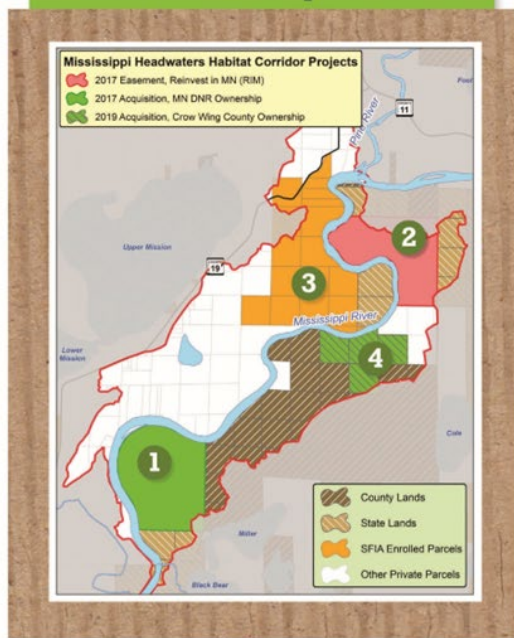 Mississippi Headwaters Habitat Corridor Projects
2017 Easement, Reinvest in MN (RIM)
2017 Acquisition, MN DNR Ownership
2019 Acquisition, Crow Wing County Ownership
Pine River
11
Upper Mission
19
2
3
Mississippi River
4
Lower
Mission
1
Cole
Miller
Black Bear
County Lands
State Lands
SFIA Enrolled Parcels
Other Private Parcels